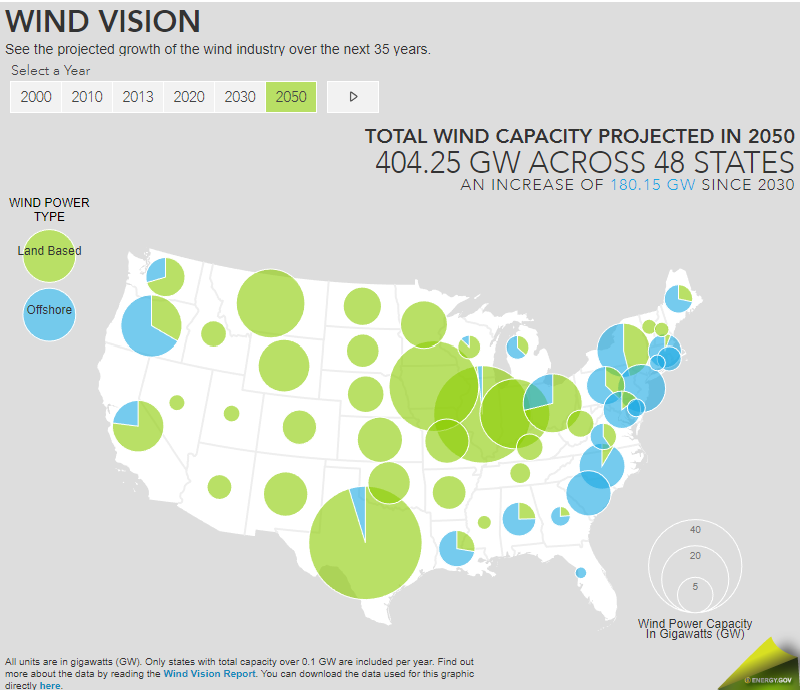 WIND VISION
See the projected growth of the wind industry over the next 35 years.
Select a Year
2000 2010 2013 2020 2030 2050
TOTAL WIND CAPACITY PROJECTED IN 2050
404.25 GW ACROSS 48 STATES
AN INCREASE OF 180.15 GW SINCE 2030
WIND POWER
TYPE
Land Based
Offshore
40
20
5
Wind Power Capacity
In Gigawatts (GW)
All units are in gigawatts (GW). Only states with total capacity over 0.1 GW are included per year. Find out
more about the data by reading the Wind Vision Report. You can download the data used for this graphic
directly here.
ENERGY.GOV